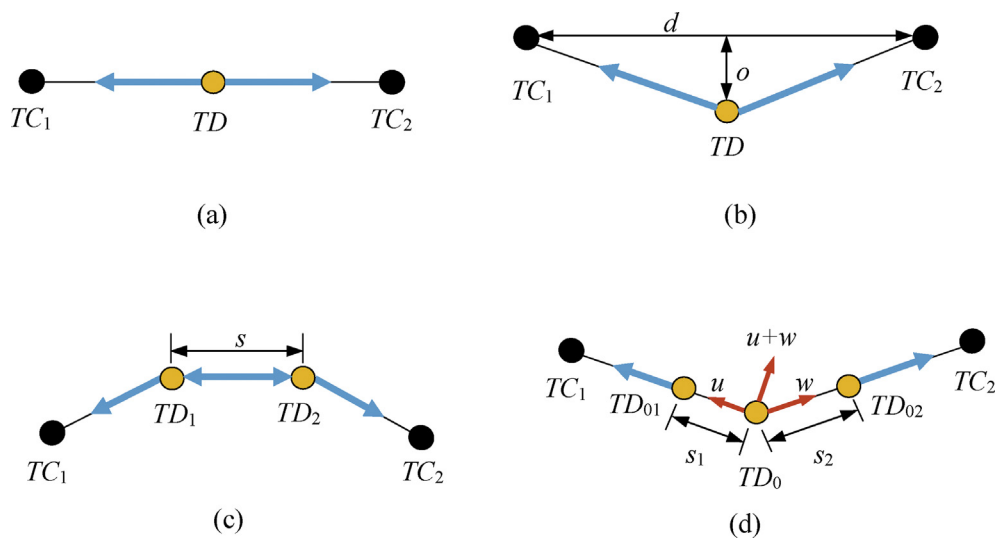 d
o
TC₁ TD TC₂
TC₁ TC₂
TD
(a) (b)
s
u+w
u w
TC₁ TC₂
TD₁ TD₂
TD₀₁ TD₀₂
s₁ s₂
TC₁ TC₂
TD₀
(c) (d)